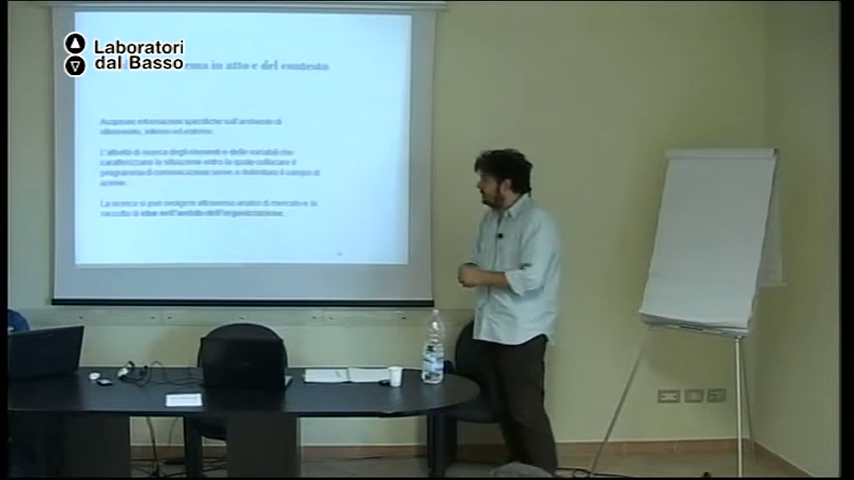 Laboratori
dal Basso
ema in atto e del contesto
Acquisire informazioni specifiche sull'ambiente di
riferimento, interno ed esterno.
L'attività di ricerca degli elementi e delle variabili che
caratterizzano la situazione entro la quale collocare il
programma di comunicazione serve a delimitare il campo di
azione.
La ricerca si può svolgere attraverso analisi di mercato e la
raccolta di idee nell'ambito dell'organizzazione.